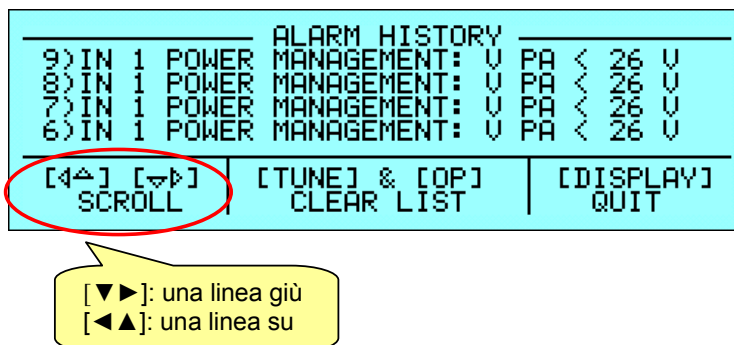 ALARM HISTORY
9)IN 1 POWER MANAGEMENT: V PA < 26 V
8)IN 1 POWER MANAGEMENT: V PA < 26 V
7)IN 1 POWER MANAGEMENT: V PA < 26 V
6)IN 1 POWER MANAGEMENT: V PA < 26 V
[◁△] [▽▷] [TUNE] & [OP] [DISPLAY]
SCROLL CLEAR LIST QUIT
[▼►]: una linea giù
[◄▲]: una linea su